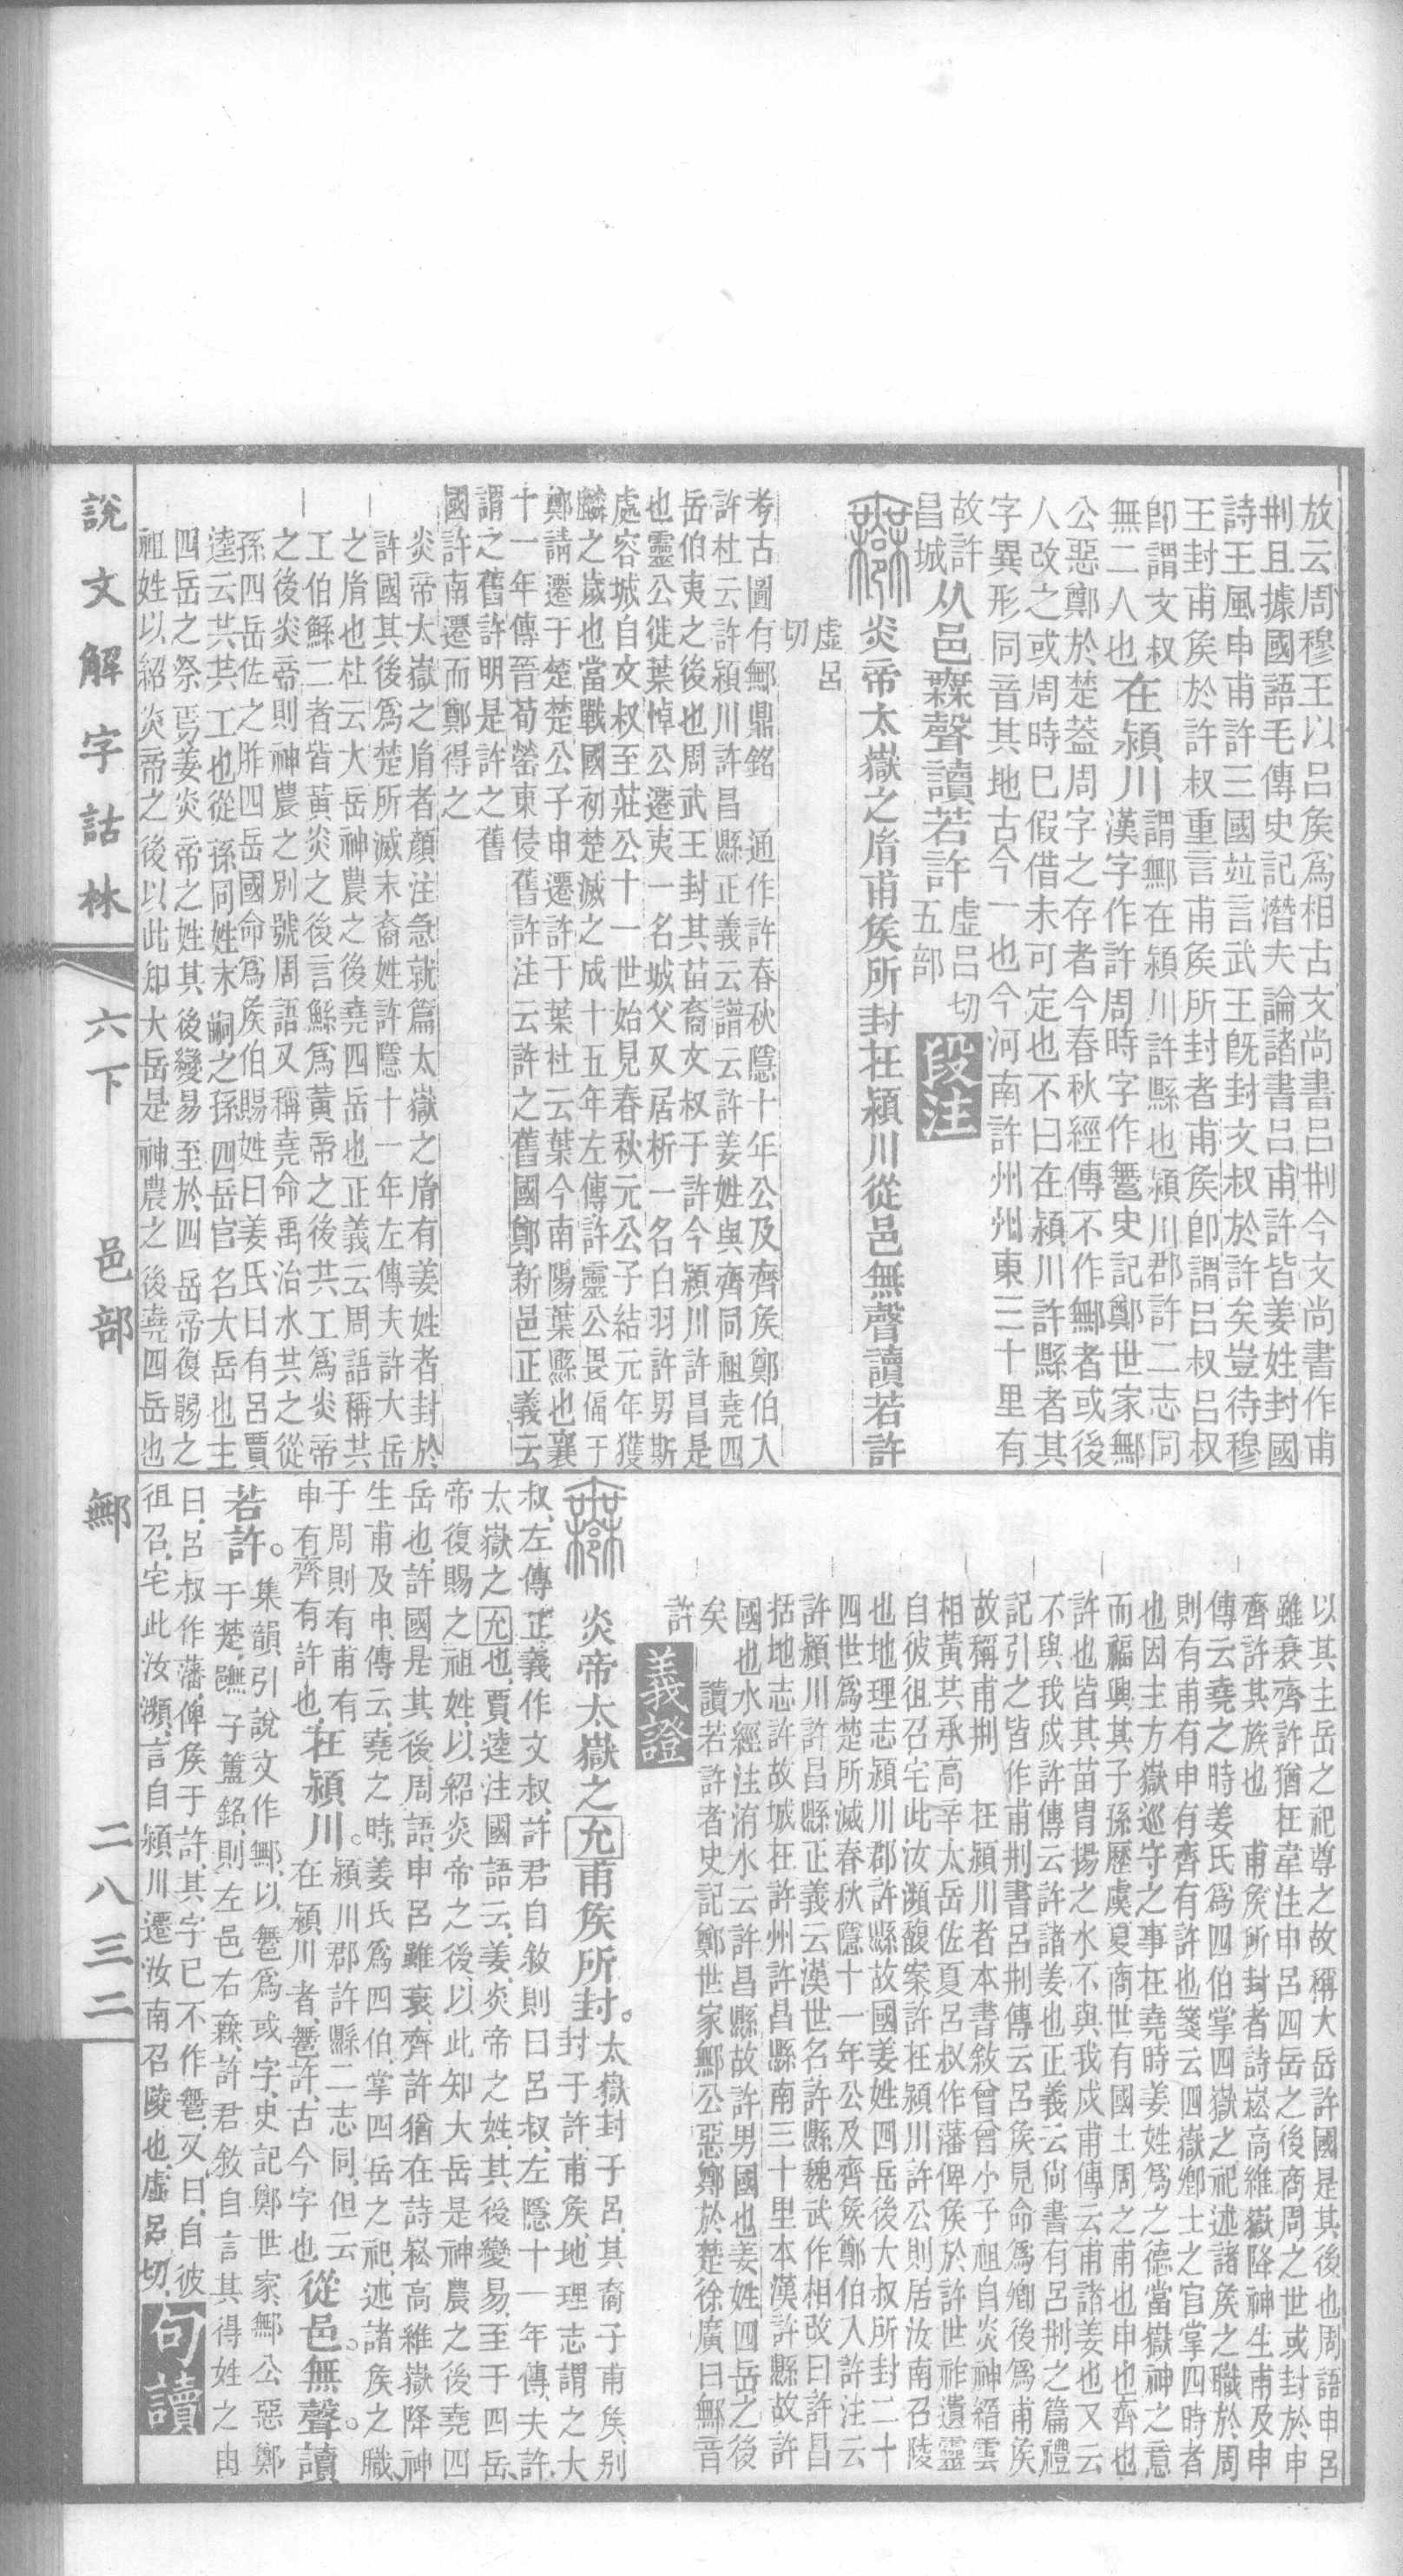 放云周穆王以呂矦爲相古文尚書呂刑今文尚書作甫
刑且據國語毛傳史記潛夫論諸書呂甫許皆姜姓封國
詩王風申甫許三國竝言武王旣封文叔於許矣豈待穆
王封甫矦於許叔重言甫矦所封者甫矦卽謂呂叔呂叔
卽謂文叔無二人也在潁川謂鄦在潁川許縣也潁川郡許二志同
漢字作許周時字作鄦史記鄭世家鄦
公惡鄭於楚蓋周字之存者今春秋經傳不作鄦者或後
人改之或周時已假借未可定也不曰在潁川許縣者其
字異形同音其地古今一也今河南許州州東三十里有
故許昌城从邑無聲讀若許虛呂切五部段注
炎帝太嶽之胤甫矦所封在潁川從邑無聲讀若許
虛呂切
考古圖有鄦鼎銘 通作許春秋隱十年公及齊矦鄭伯入
許杜云許潁川許昌縣正義云譜云許姜姓與齊同祖堯四
岳伯夷之後也周武王封其苗裔文叔于許今潁川許昌是
也靈公徙葉悼公遷夷一名城父又居析一名白羽許男斯
處容城自文叔至莊公十一世始見春秋元公子結元年獲
麟之歲也當戰國初楚滅之成十五年左傳許靈公畏偪于
鄭請遷于楚楚公子申遷許于葉杜云葉今南陽葉縣也襄
十一年傳晉荀罃東侵舊許注云許之舊國鄭新邑正義云
謂之舊許明是許之舊
國許南遷而鄭得之
炎帝太嶽之胤者顔注急就篇太嶽之胤有姜姓者封於
許國其後爲楚所滅末裔姓許隱十一年左傳夫許大岳
之胤也杜云大岳神農之後堯四岳也正義云周語稱共
工伯鯀二者皆黃炎之後言鯀爲黃帝之後共工爲炎帝
之後炎帝則神農之別號周語又稱堯命禹治水共之從
孫四岳佐之胙四岳國命爲矦伯賜姓曰姜氏曰有呂賈
逵云共共工也從孫同姓末嗣之孫四岳官名大岳也主
四岳之祭焉姜炎帝之姓其後變易至於四岳帝復賜之
祖姓以紹炎帝之後以此知大岳是神農之後堯四岳也
以其主岳之祀尊之故稱大岳許國是其後也周語申呂
雖衰齊許猶在韋注申呂四岳之後商周之世或封於申
齊許其族也 甫矦所封者詩崧高維嶽降神生甫及申
傳云堯之時姜氏爲四伯掌四嶽之祀述諸矦之職於周
則有甫有申有齊有許也箋云四嶽卿士之官掌四時者
也因主方嶽巡守之事在堯時姜姓爲之德當嶽神之意
而福興其子孫歷虞夏商世有國土周之甫也申也齊也
許也皆其苗胄揚之水不與我戍甫傳云甫諸姜也又云
不與我戍許傳云許諸姜也正義云尚書有呂刑之篇禮
記引之皆作甫刑書呂刑傳云呂矦見命爲卿後爲甫矦
故稱甫刑 在潁川者本書敘曾曾小子祖自炎神縉雲
相黃共承高辛太岳佐夏呂叔作藩俾矦於許世祚遺靈
自彼徂召宅此汝瀕馥案許在潁川許公則居汝南召陵
也地理志潁川郡許縣故國姜姓四岳後大叔所封二十
四世爲楚所滅春秋隱十一年公及齊矦鄭伯入許注云
許潁川許昌縣正義云漢世名許縣魏武作相改曰許昌
括地志許故城在許州許昌縣南三十里本漢許縣故許
國也水經注洧水云許昌縣故許男國也姜姓四岳之後
矣 讀若許者史記鄭世家鄦公惡鄭於楚徐廣曰鄦音
許義證
炎帝太嶽之允甫矦所封。太嶽封于呂、其裔子甫矦、别封于許、甫矦、地理志謂之大
叔、左傳正義作文叔、許君自敘則曰呂叔、左隱十一年傳、夫許、
太嶽之允也、賈逵注國語云、姜、炎帝之姓、其後變易、至于四岳、
帝復賜之祖姓、以紹炎帝之後、以此知大岳是神農之後堯四
岳也、許國是其後、周語、申呂雖衰、齊許猶在、詩崧高維嶽降神
生甫及申、傳云、堯之時、姜氏爲四伯、掌四岳之祀、述諸矦之職、
于周則有甫有申有齊有許也、在潁川。潁川郡許縣二志同、但云在潁川者、鄦許、古今字也從邑。無聲。讀
若許。集韻引說文作鄦、以𨞬爲或字、史記鄭世家、鄦公惡鄭于楚、鄦子簠銘、則左邑右無、許君敘自言其得姓之由
曰、呂叔作藩、俾矦于許、其字已不作鄦、又曰、自彼
徂召、宅此汝瀕、言自潁川遷汝南召陵也、虛呂切、句讀
說文解字詁林 六下 邑部 鄦 二八三二